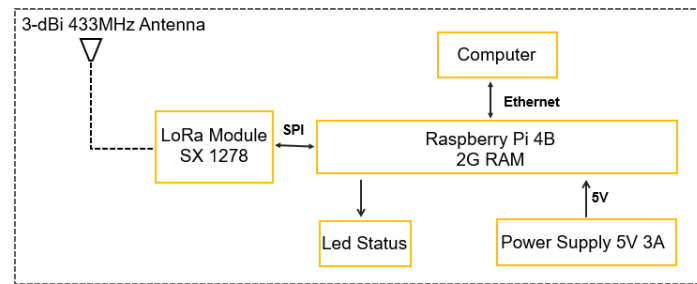 3-dBi 433MHz Antenna
Computer
Ethernet
LoRa Module
SX 1278
SPI
Raspberry Pi 4B
2G RAM
5V
Led Status
Power Supply 5V 3A